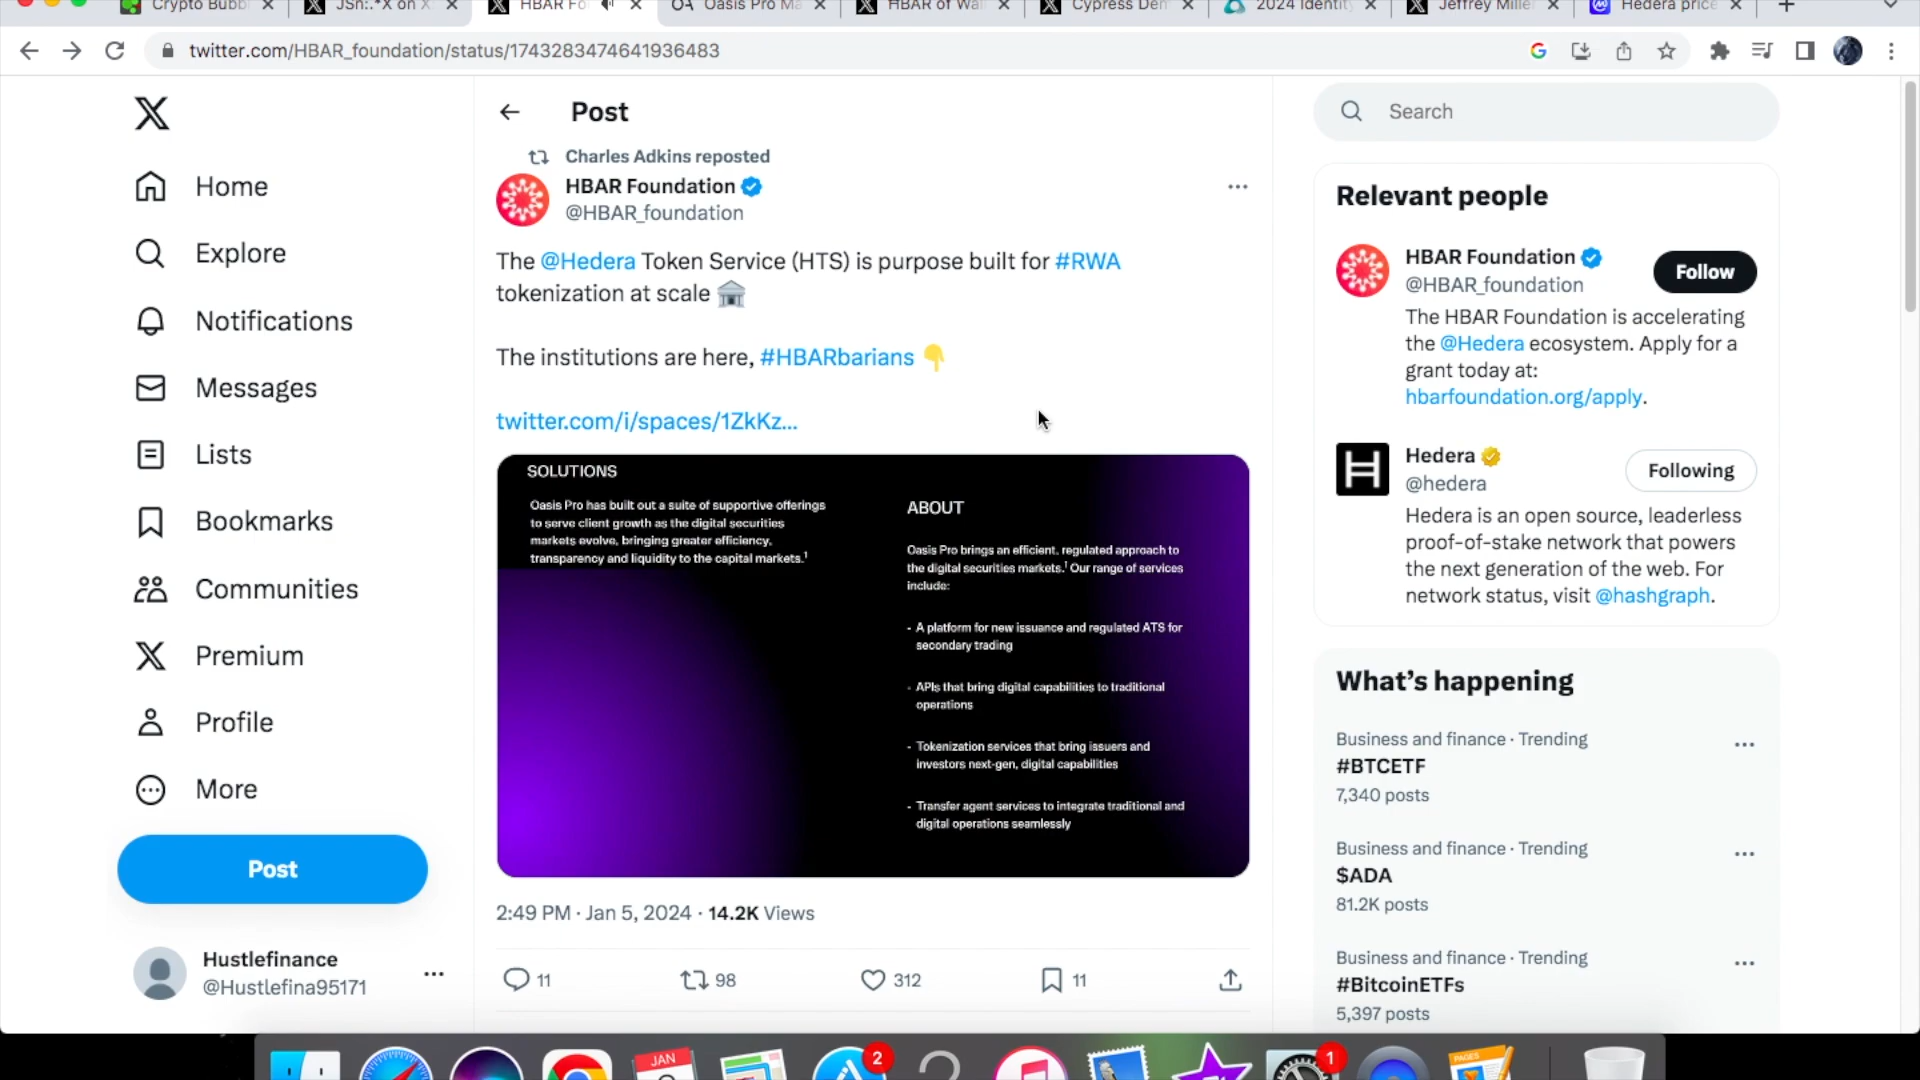 Crypto Bubb
JSn:.*X on X
HBAR Fo
Oasis Pro Ma
HBAR of Wal
Cypress Dem
2024 Identity
Jeffrey Miller
Hedera price
twitter.com/HBAR_foundation/status/1743283474641936483
Home
Explore
Notifications
Messages
Lists
Bookmarks
Communities
Premium
Profile
More
Post
Hustlefinance
@Hustlefina95171
Post
Charles Adkins reposted
HBAR Foundation
@HBAR_foundation
The @Hedera Token Service (HTS) is purpose built for #RWA
tokenization at scale 🏛️
The institutions are here, #HBARbarians 👇
twitter.com/i/spaces/1ZkKz...
SOLUTIONS
Oasis Pro has built out a suite of supportive offerings
to serve client growth as the digital securities
markets evolve, bringing greater efficiency,
transparency and liquidity to the capital markets.1
ABOUT
Oasis Pro brings an efficient, regulated approach to
the digital securities markets.1 Our range of services
include:
- A platform for new issuance and regulated ATS for
secondary trading
- APIs that bring digital capabilities to traditional
operations
- Tokenization services that bring issuers and
investors next-gen, digital capabilities
- Transfer agent services to integrate traditional and
digital operations seamlessly
2:49 PM · Jan 5, 2024 · 14.2K Views
11
98
312
11
Search
Relevant people
HBAR Foundation
@HBAR_foundation
Follow
The HBAR Foundation is accelerating
the @Hedera ecosystem. Apply for a
grant today at:
hbarfoundation.org/apply.
Hedera
@hedera
Following
Hedera is an open source, leaderless
proof-of-stake network that powers
the next generation of the web. For
network status, visit @hashgraph.
What's happening
Business and finance · Trending
#BTCETF
7,340 posts
Business and finance · Trending
$ADA
81.2K posts
Business and finance · Trending
#BitcoinETFs
5,397 posts
JAN
2
1
PAGES